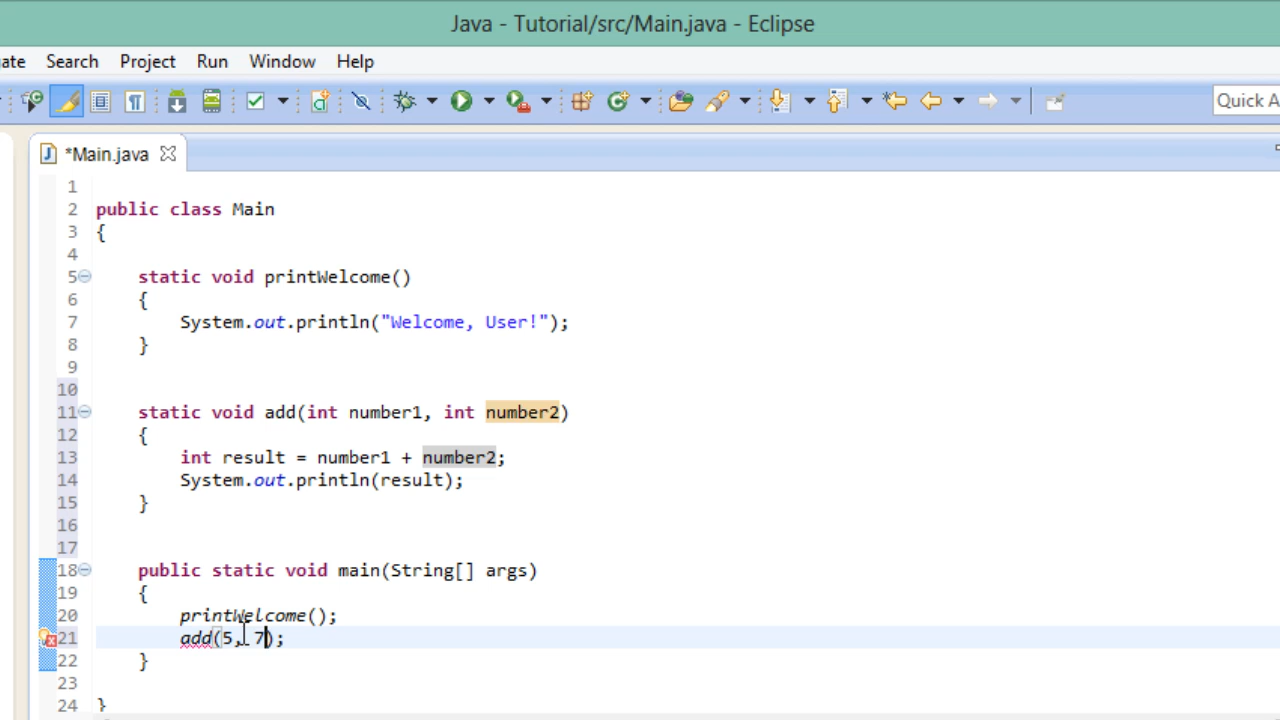 Java - Tutorial/src/Main.java - Eclipse
ate Search Project Run Window Help
Quick A
*Main.java
1
2 public class Main
3 {
4
5 static void printWelcome()
6 {
7 System.out.println("Welcome, User!");
8 }
9
10
11 static void add(int number1, int number2)
12 {
13 int result = number1 + number2;
14 System.out.println(result);
15 }
16
17
18 public static void main(String[] args)
19 {
20 printWelcome();
21 add(5, 7);
22 }
23
24 }